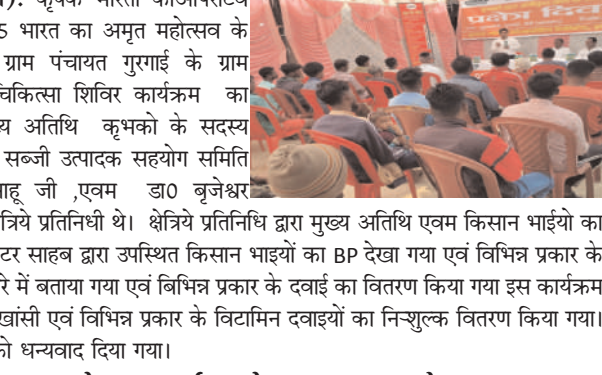 भारत का अमृत महोत्सव के
ग्राम पंचायत गुरगाई के ग्राम
चिकित्सा शिविर कार्यक्रम का
अतिथि कृभको के सदस्य
सब्जी उत्पादक सहयोग समिति
साहू जी ,एवम डा0 बृजेश्वर
क्षेत्रिये प्रतिनिधी थे। क्षेत्रिये प्रतिनिधि द्वारा मुख्य अतिथि एवम किसान भाईयो का
साहब द्वारा उपस्थित किसान भाइयों का BP देखा गया एवं विभिन्न प्रकार के
में बताया गया एवं बिभिन्न प्रकार के दवाई का वितरण किया गया इस कार्यक्रम
खांसी एवं विभिन्न प्रकार के विटामिन दवाइयों का निःशुल्क वितरण किया गया।
को धन्यवाद दिया गया।